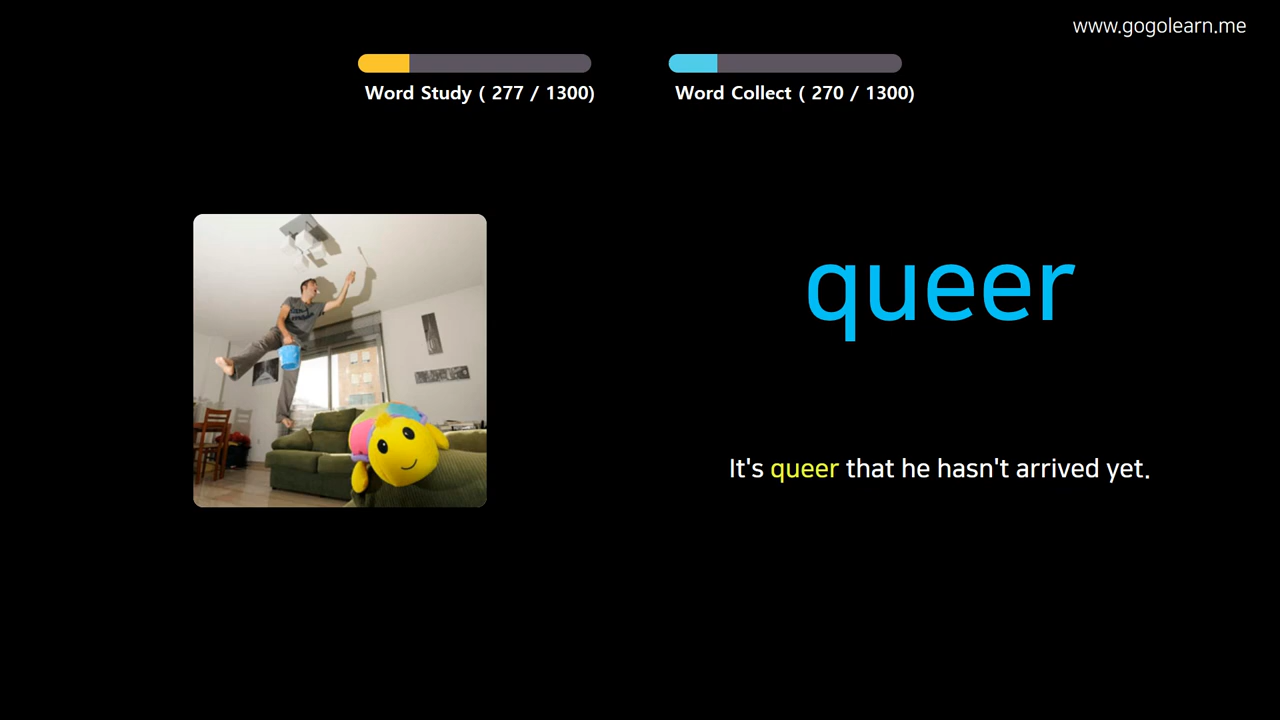 www.gogolearn.me
Word Study ( 277 / 1300)
Word Collect ( 270 / 1300)
queer
It's queer that he hasn't arrived yet.